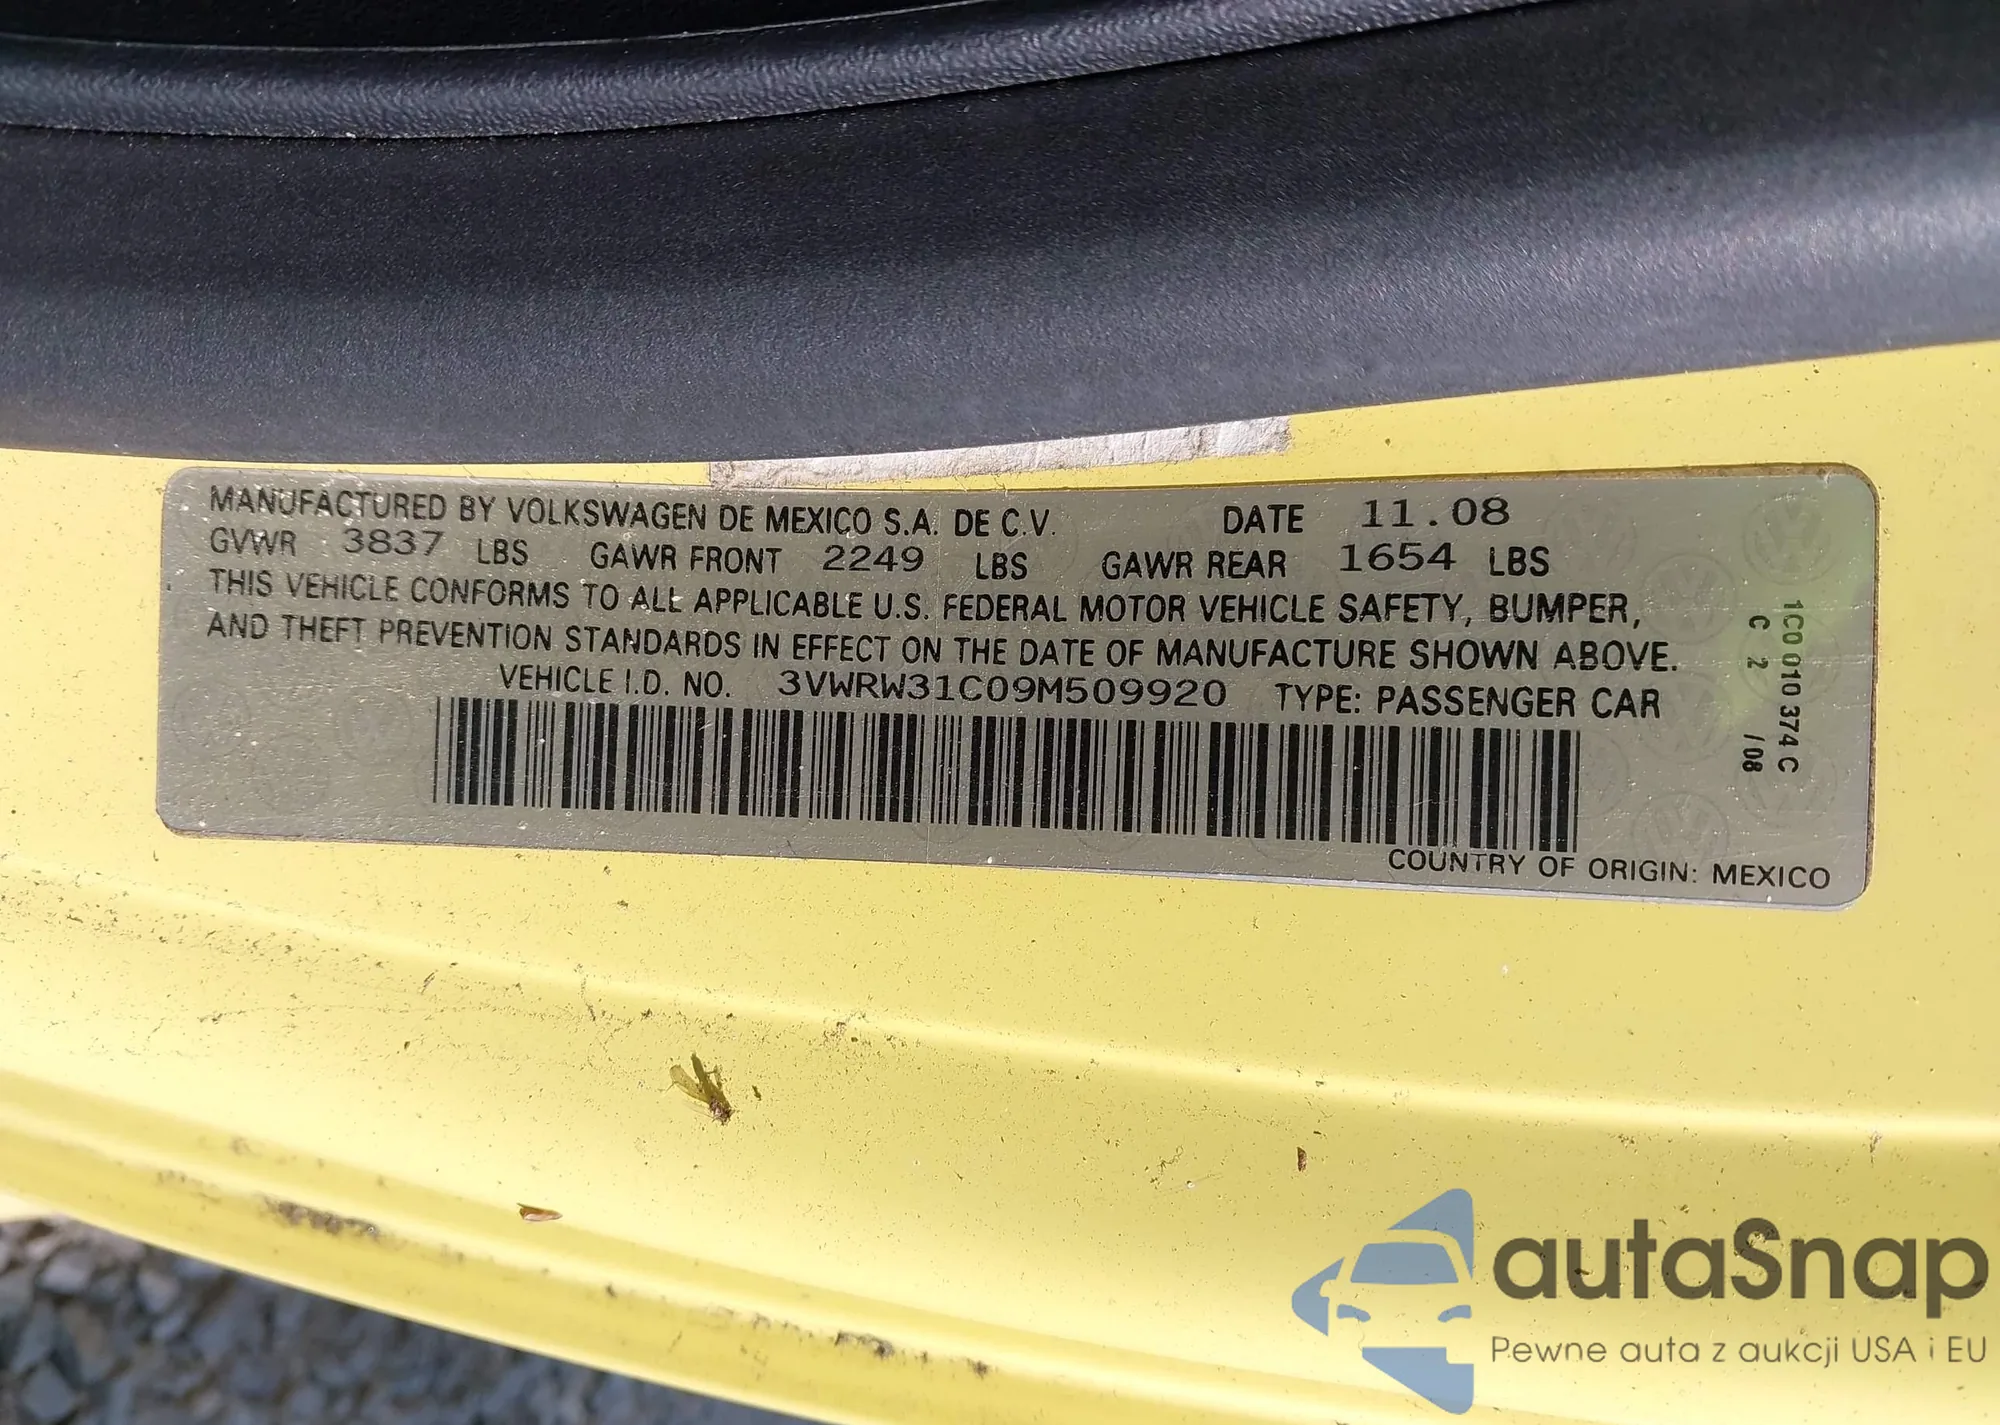 MANUFACTURED BY VOLKSWAGEN DE MEXICO S.A. DE C.V. DATE 11.08
GVWR 3837 LBS GAWR FRONT 2249 LBS GAWR REAR 1654 LBS
THIS VEHICLE CONFORMS TO ALL APPLICABLE U.S. FEDERAL MOTOR VEHICLE SAFETY, BUMPER,
AND THEFT PREVENTION STANDARDS IN EFFECT ON THE DATE OF MANUFACTURE SHOWN ABOVE.
VEHICLE I.D. NO. 3VWRW31C09M509920 TYPE: PASSENGER CAR
COUNTRY OF ORIGIN: MEXICO
1C0 010 374 C
C 2 / 08
autaSnap
Pewne auta z aukcji USA i EU